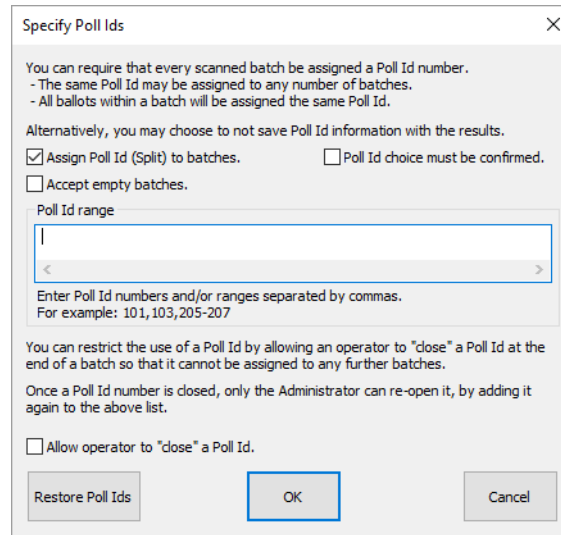 Specify Poll Ids
You can require that every scanned batch be assigned a Poll Id number.
- The same Poll Id may be assigned to any number of batches.
- All ballots within a batch will be assigned the same Poll Id.
Alternatively, you may choose to not save Poll Id information with the results.
Assign Poll Id (Split) to batches. Poll Id choice must be confirmed.
Accept empty batches.
Poll Id range
Enter Poll Id numbers and/or ranges separated by commas.
For example: 101,103,205-207
You can restrict the use of a Poll Id by allowing an operator to "close" a Poll Id at the
end of a batch so that it cannot be assigned to any further batches.
Once a Poll Id number is closed, only the Administrator can re-open it, by adding it
again to the above list.
Allow operator to "close" a Poll Id.
Restore Poll Ids OK Cancel